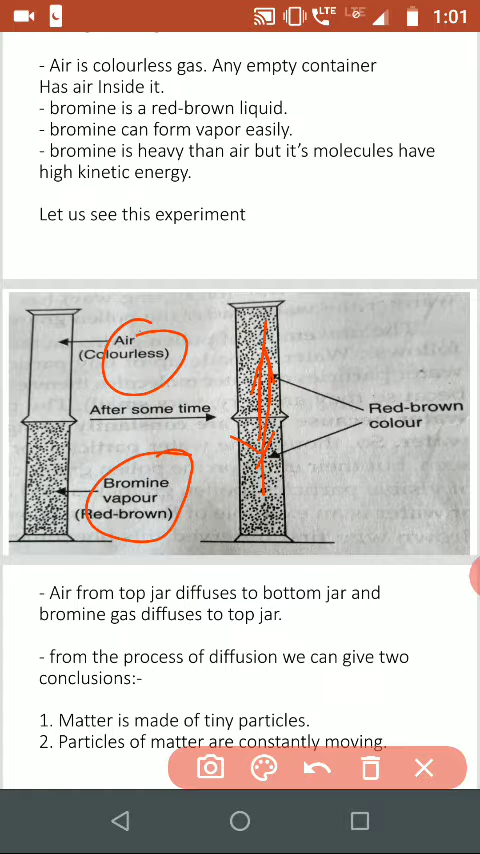 LTE LTE 1:01
- Air is colourless gas. Any empty container
Has air Inside it.
- bromine is a red-brown liquid.
- bromine can form vapor easily.
- bromine is heavy than air but it’s molecules have
high kinetic energy.
Let us see this experiment
Air
(Colourless)
After some time
Red-brown
colour
Bromine
vapour
(Red-brown)
- Air from top jar diffuses to bottom jar and
bromine gas diffuses to top jar.
- from the process of diffusion we can give two
conclusions:-
1. Matter is made of tiny particles.
2. Particles of matter are constantly moving.